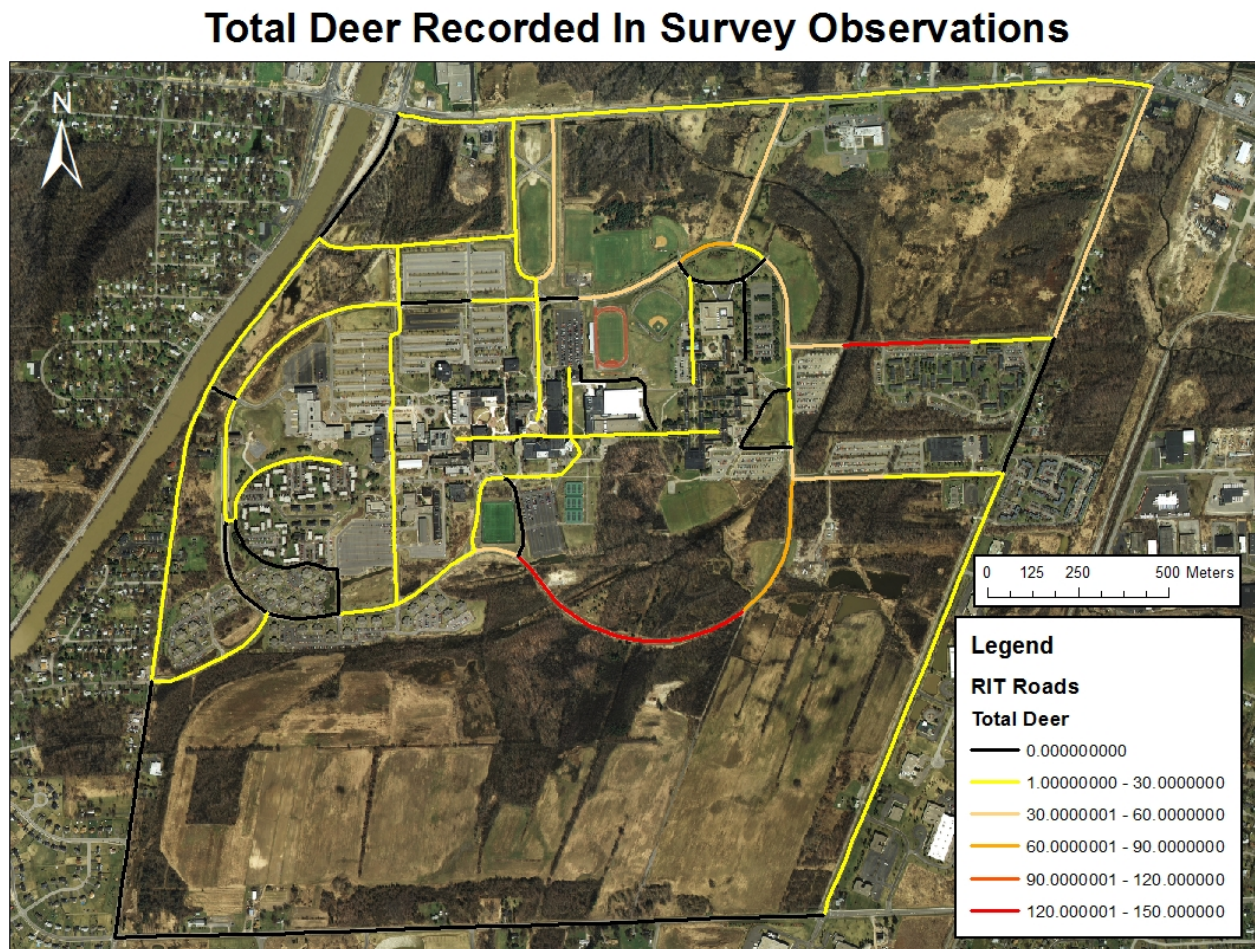 Total Deer Recorded In Survey Observations
N
0 125 250 500 Meters
Legend
RIT Roads
Total Deer
0.000000000
1.00000000 - 30.0000000
30.0000001 - 60.0000000
60.0000001 - 90.0000000
90.0000001 - 120.000000
120.000001 - 150.000000